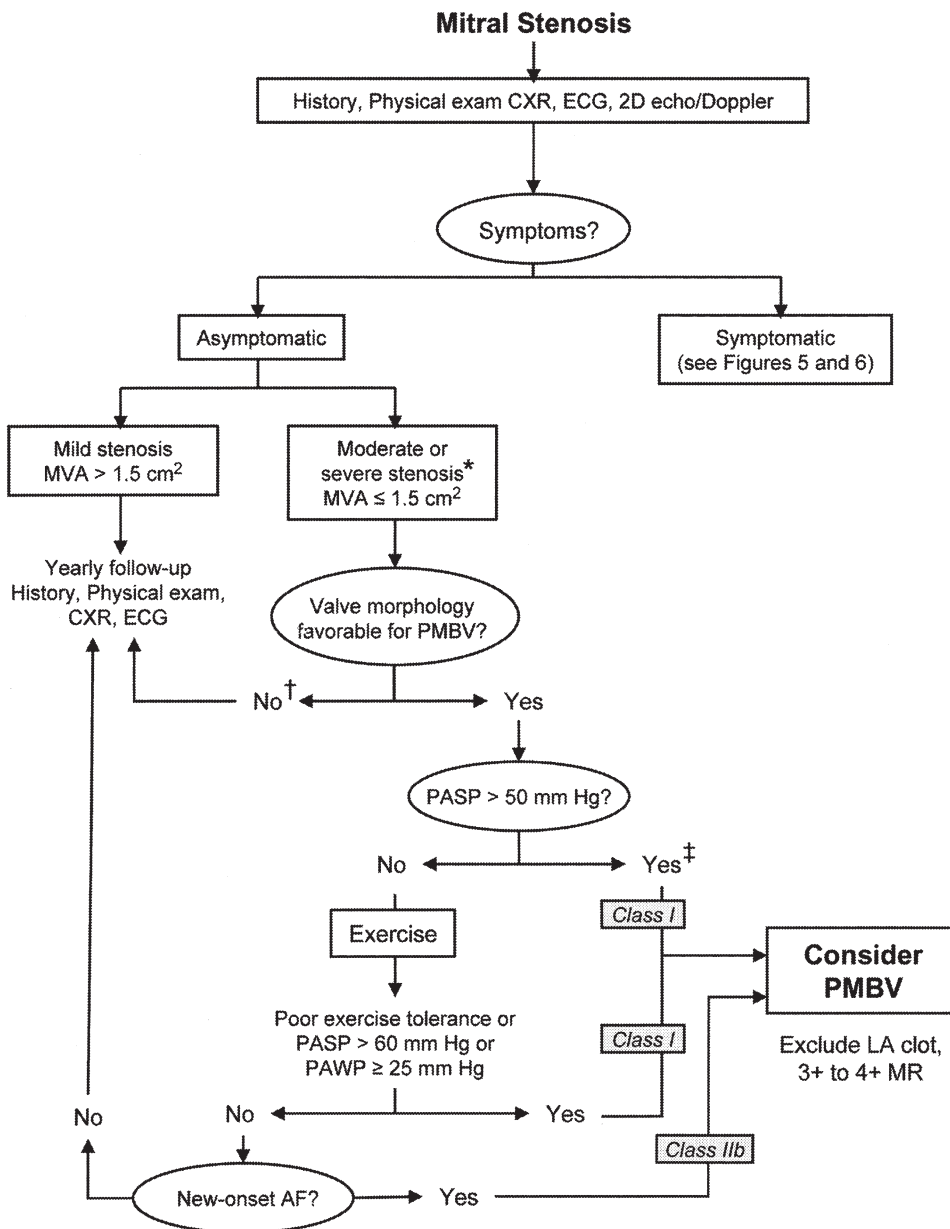 Mitral Stenosis
History, Physical exam CXR, ECG, 2D echo/Doppler
Symptoms?
Asymptomatic
Symptomatic
(see Figures 5 and 6)
Mild stenosis
MVA > 1.5 cm²
Moderate or
severe stenosis*
MVA ≤ 1.5 cm²
Yearly follow-up
History, Physical exam,
CXR, ECG
Valve morphology
favorable for PMBV?
No†
Yes
PASP > 50 mm Hg?
No
Yes‡
Class I
Exercise
Consider
PMBV
Poor exercise tolerance or
PASP > 60 mm Hg or
PAWP ≥ 25 mm Hg
Class I
Exclude LA clot,
3+ to 4+ MR
No
No
Yes
Class IIb
New-onset AF?
Yes